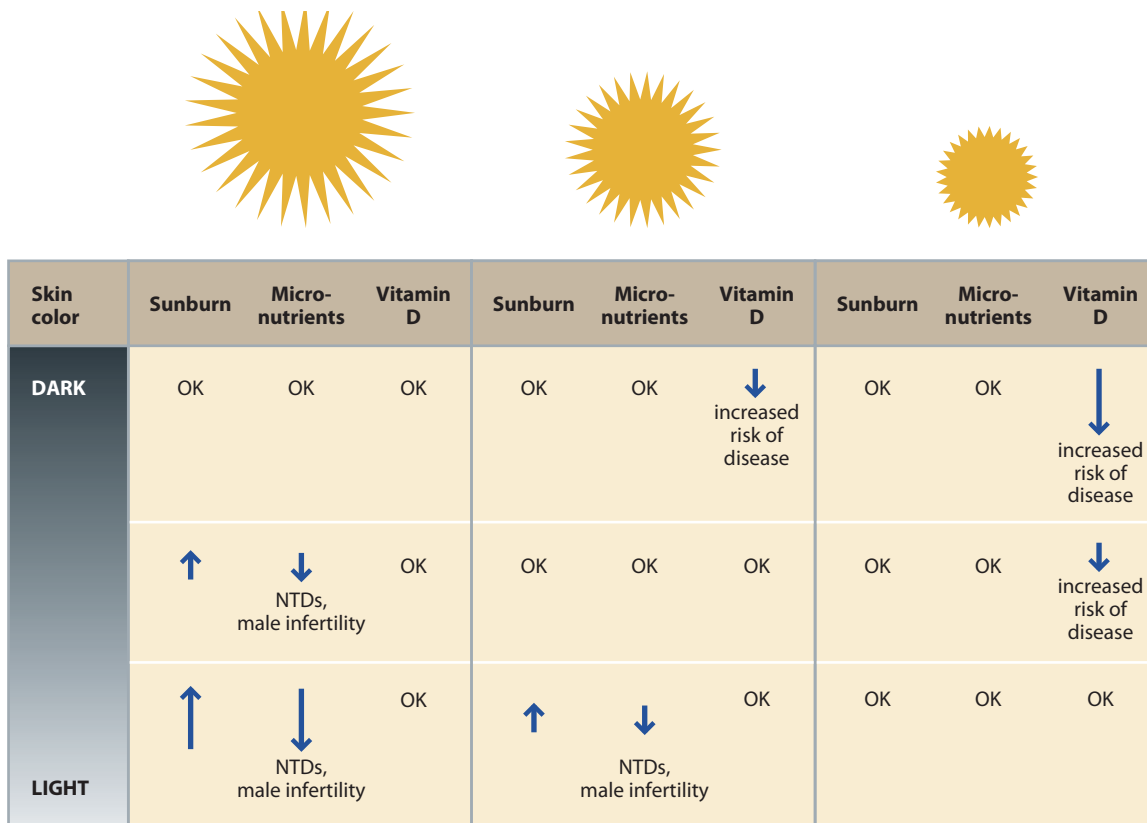 Skin color
Sunburn
Micro-
nutrients
Vitamin
D
Sunburn
Micro-
nutrients
Vitamin
D
Sunburn
Micro-
nutrients
Vitamin
D
DARK
OK
OK
OK
OK
OK
increased
risk of
disease
OK
OK
increased
risk of
disease
NTDs,
male infertility
OK
OK
OK
OK
OK
OK
increased
risk of
disease
NTDs,
male infertility
OK
NTDs,
male infertility
OK
OK
OK
OK
LIGHT